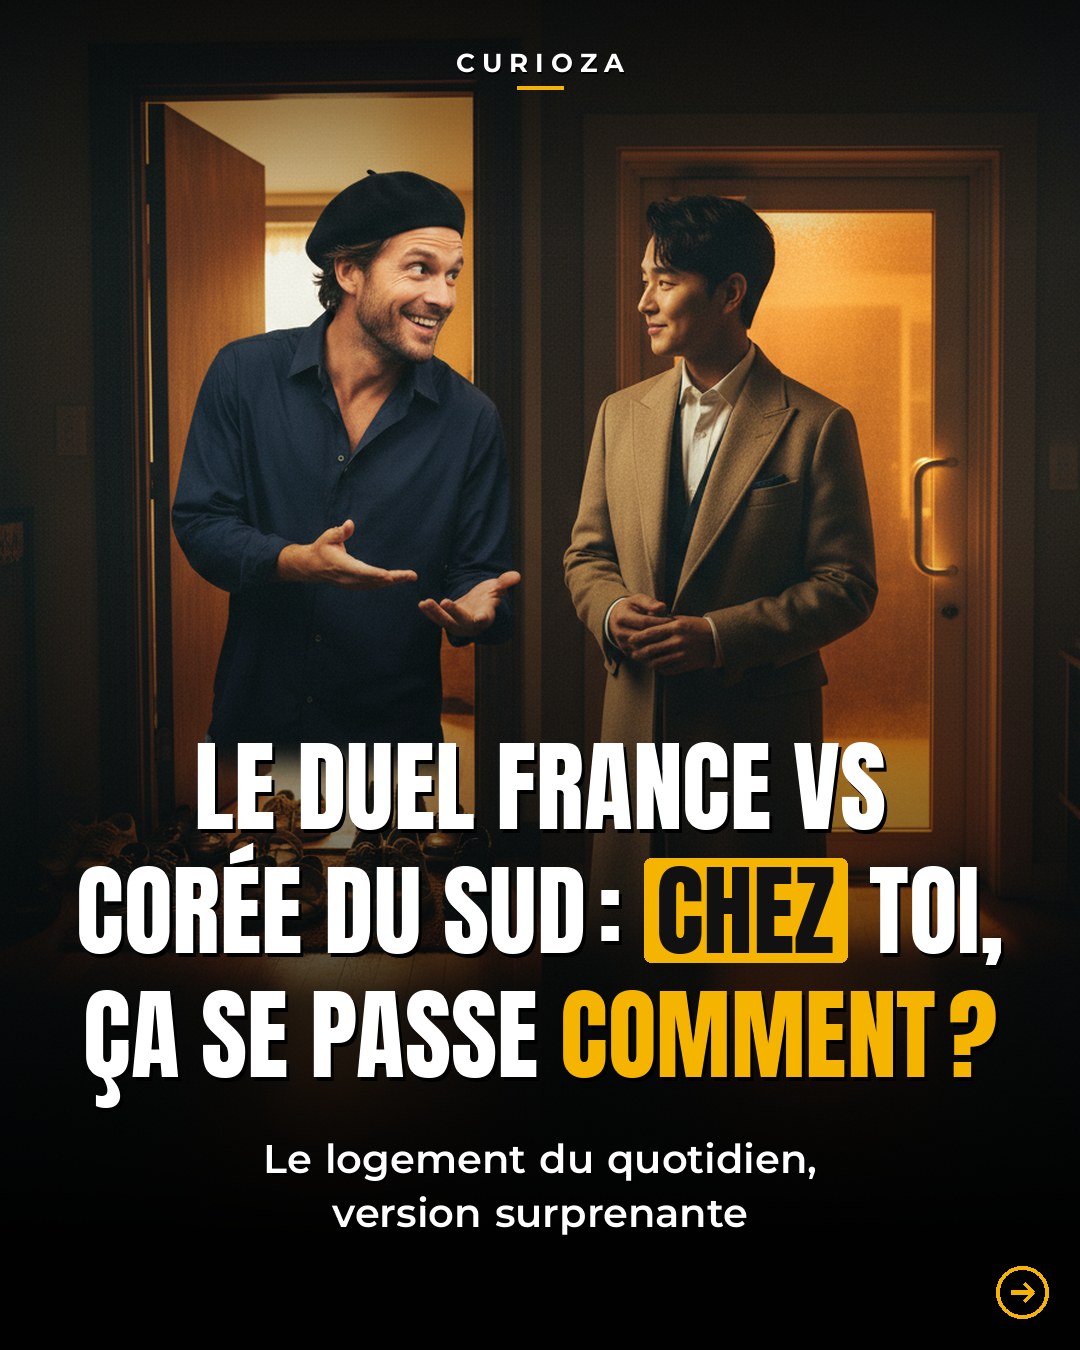 CURIOZA
LE DUEL FRANCE VS
CORÉE DU SUD : CHEZ TOI,
ÇA SE PASSE COMMENT ?
Le logement du quotidien,
version surprenante